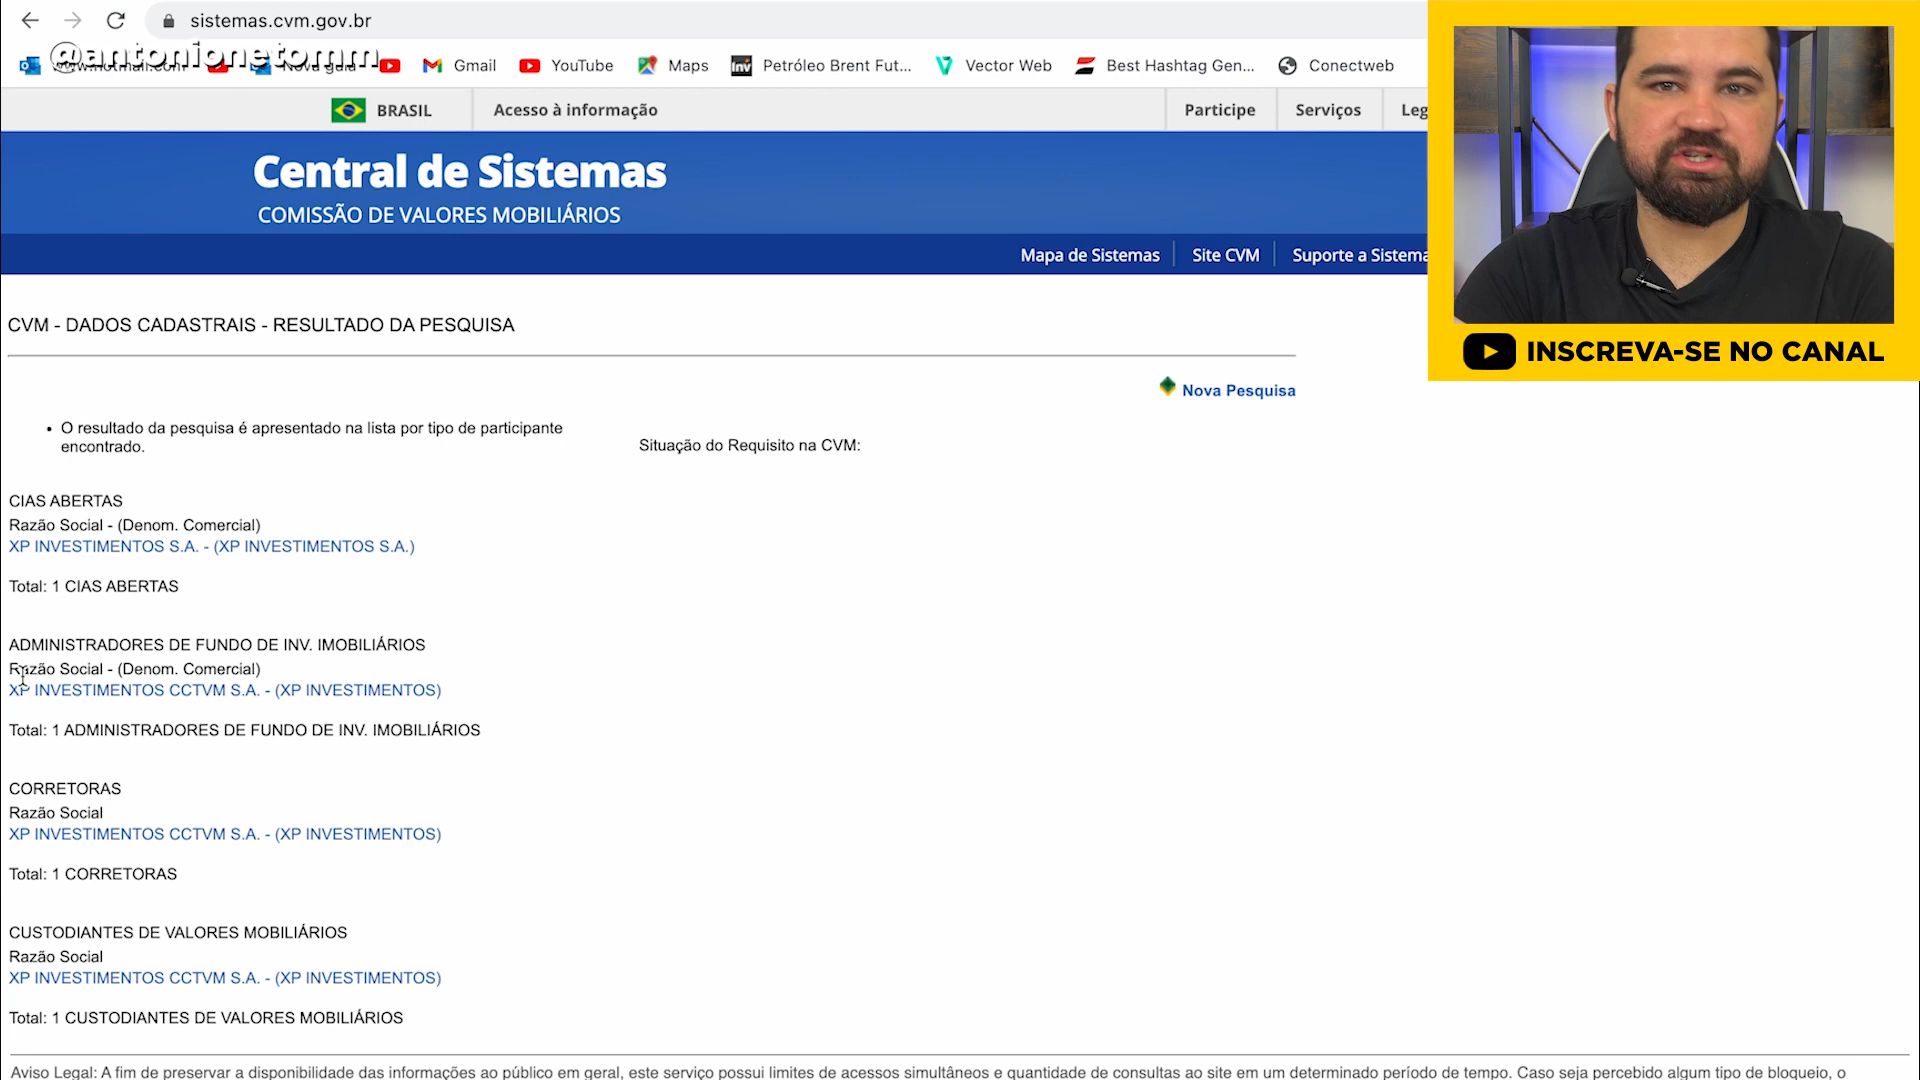 sistemas.cvm.gov.br
@antonionetomm
Gmail
YouTube
Maps
inv
Petróleo Brent Fut...
Vector Web
Best Hashtag Gen...
Conectweb
BRASIL
Acesso à informação
Participe
Serviços
Central de Sistemas
COMISSÃO DE VALORES MOBILIÁRIOS
Mapa de Sistemas
Site CVM
Suporte a Sistema
INSCREVA-SE NO CANAL
CVM - DADOS CADASTRAIS - RESULTADO DA PESQUISA
Nova Pesquisa
• O resultado da pesquisa é apresentado na lista por tipo de participante
encontrado.
Situação do Requisito na CVM:
CIAS ABERTAS
Razão Social - (Denom. Comercial)
XP INVESTIMENTOS S.A. - (XP INVESTIMENTOS S.A.)
Total: 1 CIAS ABERTAS
ADMINISTRADORES DE FUNDO DE INV. IMOBILIÁRIOS
Razão Social - (Denom. Comercial)
XP INVESTIMENTOS CCTVM S.A. - (XP INVESTIMENTOS)
Total: 1 ADMINISTRADORES DE FUNDO DE INV. IMOBILIÁRIOS
CORRETORAS
Razão Social
XP INVESTIMENTOS CCTVM S.A. - (XP INVESTIMENTOS)
Total: 1 CORRETORAS
CUSTODIANTES DE VALORES MOBILIÁRIOS
Razão Social
XP INVESTIMENTOS CCTVM S.A. - (XP INVESTIMENTOS)
Total: 1 CUSTODIANTES DE VALORES MOBILIÁRIOS
Aviso Legal: A fim de preservar a disponibilidade das informações ao público em geral, este serviço possui limites de acessos simultâneos e quantidade de consultas ao site em um determinado período de tempo. Caso seja percebido algum tipo de bloqueio, o